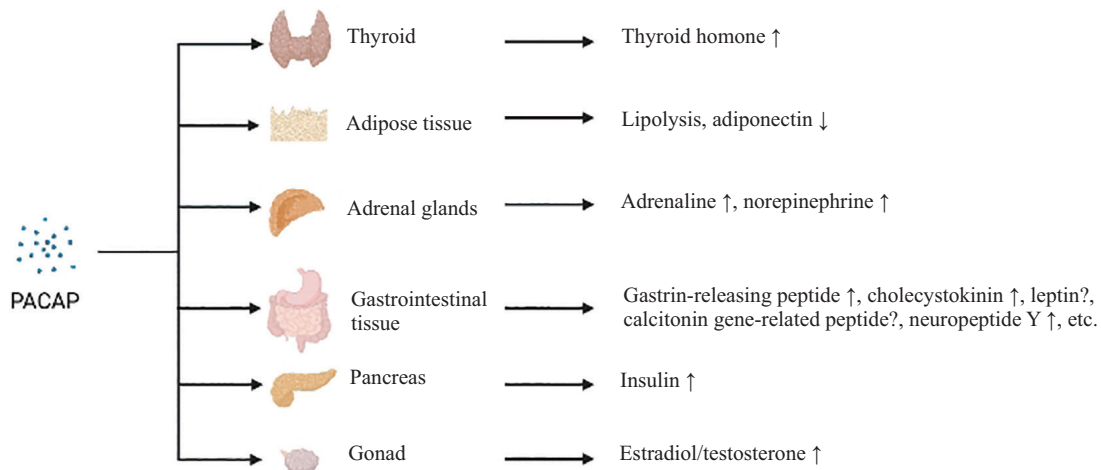 Thyroid
Thyroid homone ↑
Adipose tissue
Lipolysis, adiponectin ↓
Adrenal glands
Adrenaline ↑, norepinephrine ↑
PACAP
Gastrointestinal
tissue
Gastrin-releasing peptide ↑, cholecystokinin ↑, leptin?,
calcitonin gene-related peptide?, neuropeptide Y ↑, etc.
Pancreas
Insulin ↑
Gonad
Estradiol/testosterone ↑